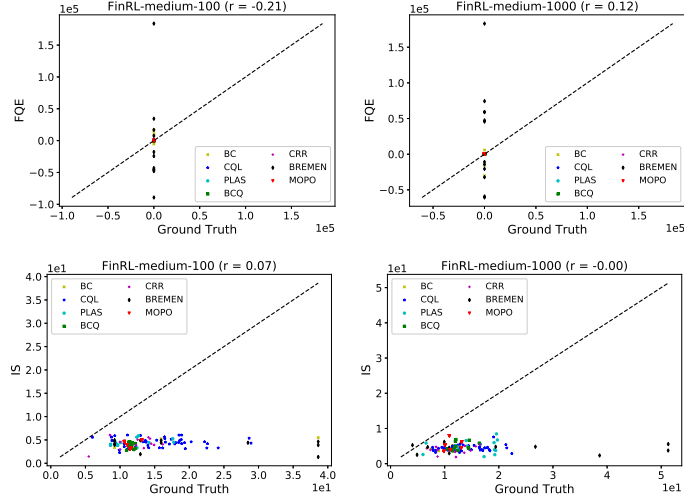 FinRL-medium-100 (r = -0.21)
1e5
FQE
1.5
1.0
0.5
0.0
−0.5
−1.0
BC
CQL
PLAS
BCQ
CRR
BREMEN
MOPO
−1.0 −0.5 0.0 0.5 1.0 1.5
Ground Truth
1e5
FinRL-medium-1000 (r = 0.12)
1e5
FQE
1.5
1.0
0.5
0.0
−0.5
BC
CQL
PLAS
BCQ
CRR
BREMEN
MOPO
−0.5 0.0 0.5 1.0 1.5
Ground Truth
1e5
FinRL-medium-100 (r = 0.07)
1e1
IS
4.0
3.5
3.0
2.5
2.0
1.5
1.0
0.5
0.0
BC
CQL
PLAS
BCQ
CRR
BREMEN
MOPO
0.0 0.5 1.0 1.5 2.0 2.5 3.0 3.5 4.0
Ground Truth
1e1
FinRL-medium-1000 (r = -0.00)
1e1
IS
5
4
3
2
1
0
BC
CQL
PLAS
BCQ
CRR
BREMEN
MOPO
0 1 2 3 4 5
Ground Truth
1e1